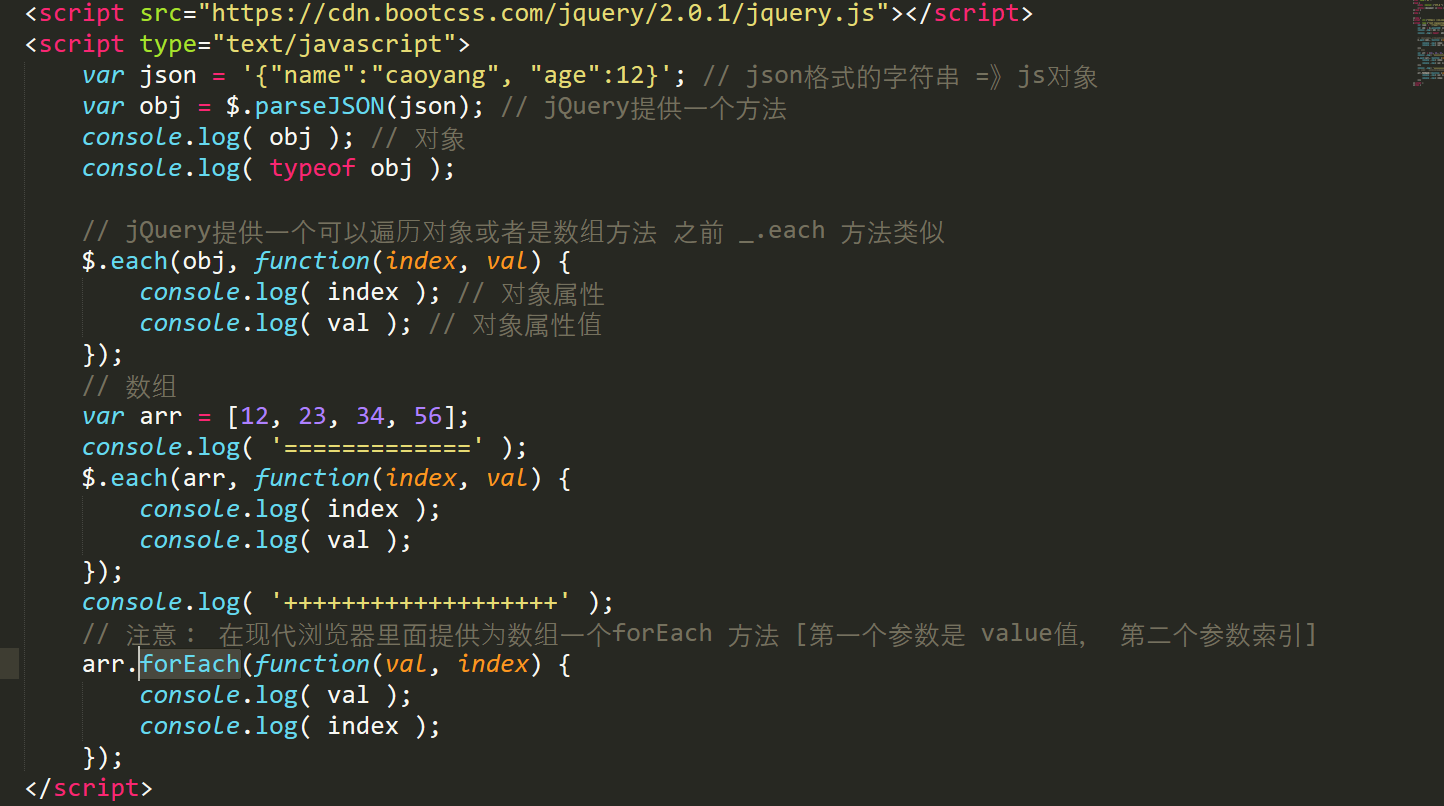 <script src="https://cdn.bootcss.com/jquery/2.0.1/jquery.js"></script>
<script type="text/javascript">
    var json = '{"name":"caoyang", "age":12}'; // json格式的字符串 =》js对象
    var obj = $.parseJSON(json); // jQuery提供一个方法
    console.log( obj ); // 对象
    console.log( typeof obj );

    // jQuery提供一个可以遍历对象或者是数组方法 之前 _.each 方法类似
    $.each(obj, function(index, val) {
        console.log( index ); // 对象属性
        console.log( val ); // 对象属性值
    });
    // 数组
    var arr = [12, 23, 34, 56];
    console.log( '=============' );
    $.each(arr, function(index, val) {
        console.log( index );
        console.log( val );
    });
    console.log( '+++++++++++++++++++' );
    // 注意： 在现代浏览器里面提供为数组一个forEach 方法 [第一个参数是 value值， 第二个参数索引]
    arr.forEach(function(val, index) {
        console.log( val );
        console.log( index );
    });
</script>